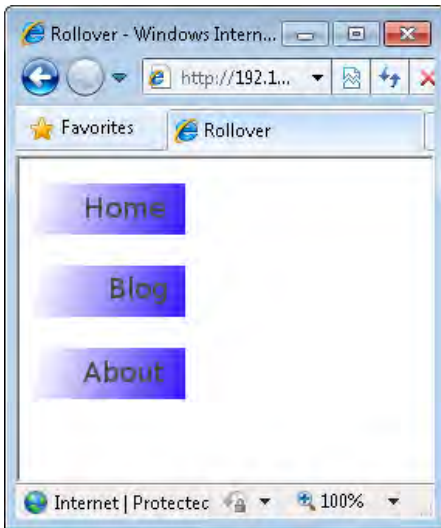 Rollover - Windows Intern...
http://192.1...
Favorites
Rollover
Home
Blog
About
Internet | Protectec
100%